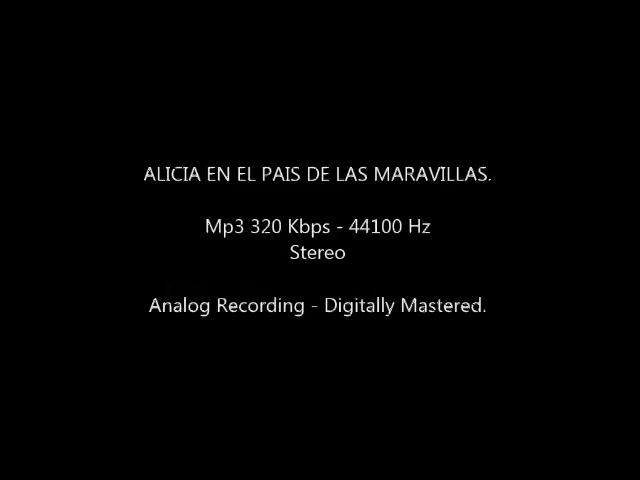 ALICIA EN EL PAIS DE LAS MARAVILLAS.
Mp3 320 Kbps - 44100 Hz
Stereo
Analog Recording - Digitally Mastered.